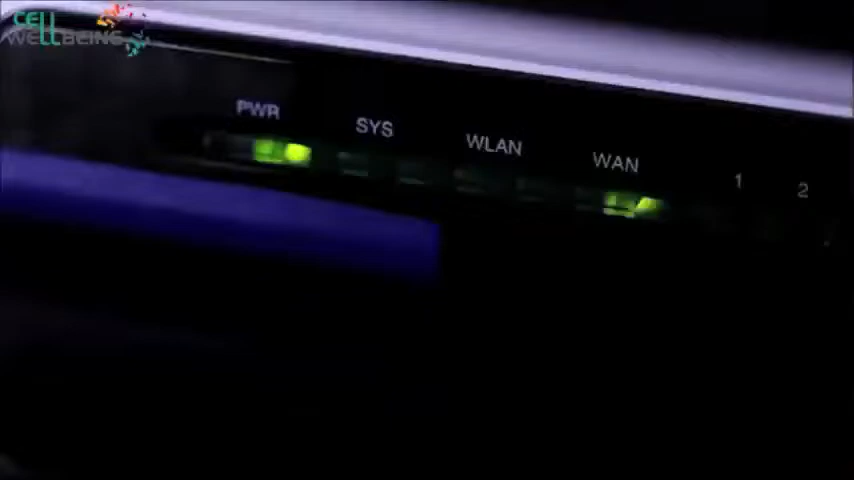 CELL
WELLBEING
PWR
SYS
WLAN
WAN
1
2